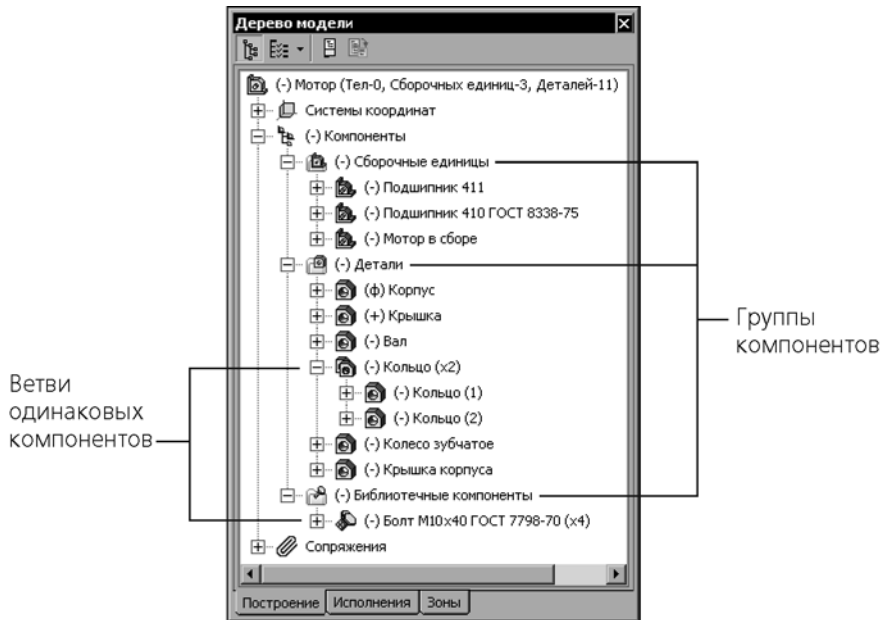 Дерево модели
(-) Мотор (Тел-0, Сборочных единиц-3, Деталей-11)
Системы координат
(-) Компоненты
(-) Сборочные единицы
(-) Подшипник 411
(-) Подшипник 410 ГОСТ 8338-75
(-) Мотор в сборе
(-) Детали
(ф) Корпус
(+) Крышка
(-) Вал
(-) Кольцо (x2)
(-) Кольцо (1)
(-) Кольцо (2)
(-) Колесо зубчатое
(-) Крышка корпуса
(-) Библиотечные компоненты
(-) Болт М10x40 ГОСТ 7798-70 (x4)
Сопряжения
Построение Исполнения Зоны
Ветви
одинаковых
компонентов
Группы
компонентов